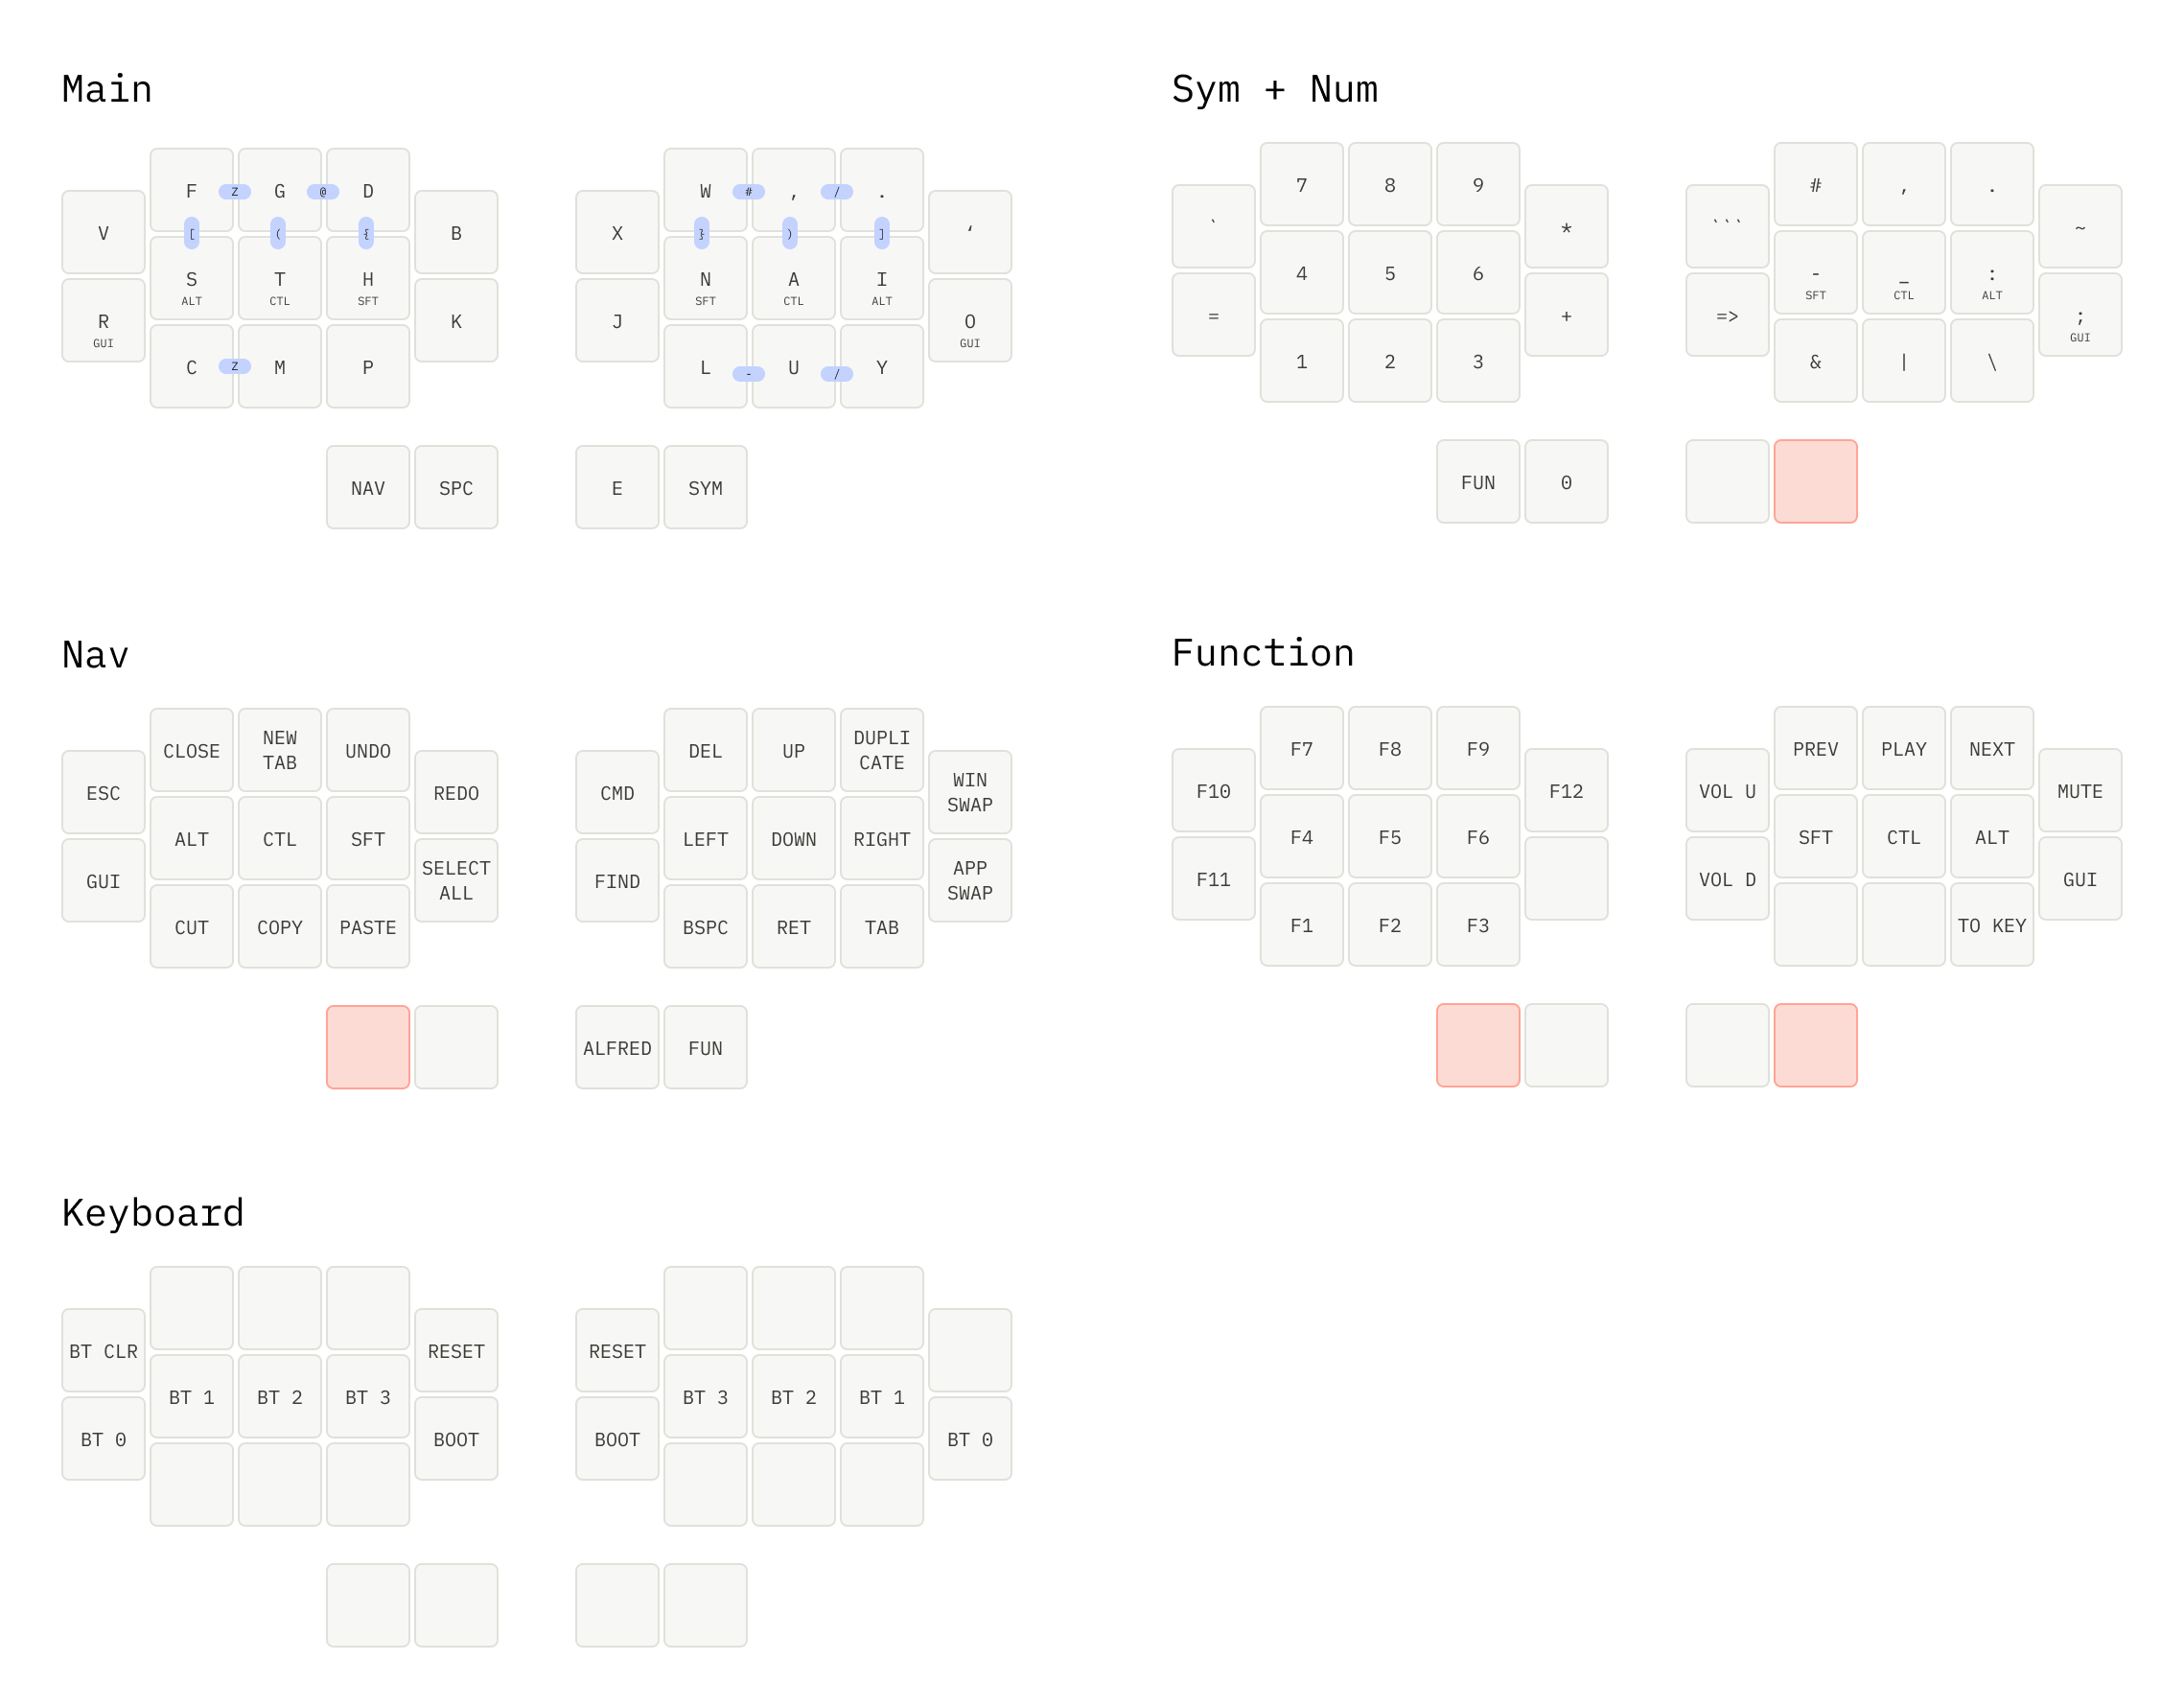 Main
F Z G @ D
W # , / .
V [ ( { B
X } ) ] ‘
S T H
N A I
ALT CTL SFT
SFT CTL ALT
R K
J O
GUI
GUI
C Z M P
L - U / Y
NAV SPC
E SYM
Sym + Num
7 8 9
# , .
` *
``` ~
4 5 6
- _ :
SFT CTL ALT
= +
=> ;
GUI
1 2 3
& | \
FUN 0
Nav
CLOSE NEW TAB UNDO
DEL UP DUPLI CATE
ESC REDO
CMD WIN SWAP
ALT CTL SFT
LEFT DOWN RIGHT
GUI SELECT ALL
FIND APP SWAP
CUT COPY PASTE
BSPC RET TAB
ALFRED FUN
Function
F7 F8 F9
PREV PLAY NEXT
F10 F12
VOL U MUTE
F4 F5 F6
SFT CTL ALT
F11
VOL D GUI
F1 F2 F3
TO KEY
Keyboard
BT CLR RESET
RESET
BT 1 BT 2 BT 3
BT 3 BT 2 BT 1
BT 0 BOOT
BOOT BT 0